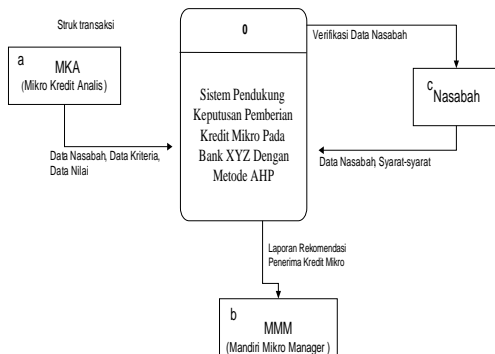 Struk transaksi
0
Verifikasi Data Nasabah
a
MKA
(Mikro Kredit Analis)
c
Nasabah
Sistem Pendukung
Keputusan Pemberian
Kredit Mikro Pada
Bank XYZ Dengan
Metode AHP
Data Nasabah, Data Kriteria,
Data Nilai
Data Nasabah, Syarat-syarat
Laporan Rekomendasi
Penerima Kredit Mikro
b
MMM
(Mandiri Mikro Manager )